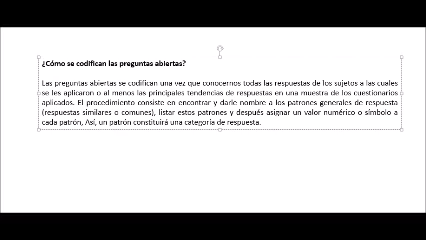 ¿Cómo se codifican las preguntas abiertas?
Las preguntas abiertas se codifican una vez que conocemos todas las respuestas de los sujetos a las cuales
se les aplicaron o al menos las principales tendencias de respuestas en una muestra de los cuestionarios
aplicados. El procedimiento consiste en encontrar y darle nombre a los patrones generales de respuesta
(respuestas similares o comunes), listar estos patrones y después asignar un valor numérico o símbolo a
cada patrón, Así, un patrón constituirá una categoría de respuesta.